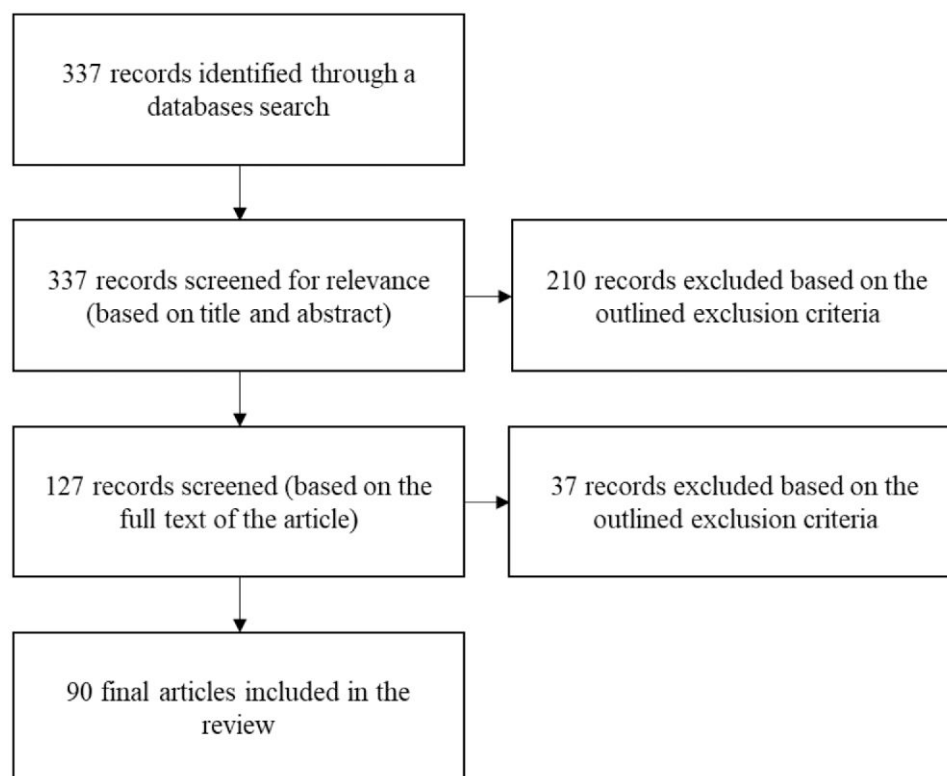 337 records identified through a
databases search
337 records screened for relevance
(based on title and abstract)
210 records excluded based on the
outlined exclusion criteria
127 records screened (based on the
full text of the article)
37 records excluded based on the
outlined exclusion criteria
90 final articles included in the
review